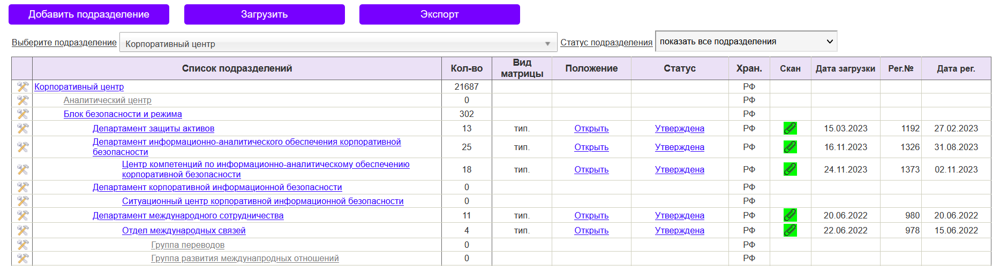 Добавить подразделение Загрузить Экспорт
Выберите подразделение Корпоративный центр Статус подразделения показать все подразделения
Список подразделений Кол-во Вид матрицы Положение Статус Хран. Скан Дата загрузки Рег.№ Дата рег.
Корпоративный центр 21687 РФ
Аналитический центр 0 РФ
Блок безопасности и режима 302 РФ
Департамент защиты активов 13 тип. Открыть Утверждена РФ 15.03.2023 1192 27.02.2023
Департамент информационно-аналитического обеспечения корпоративной
безопасности 25 тип. Открыть Утверждена РФ 16.11.2023 1326 31.08.2023
Центр компетенций по информационно-аналитическому обеспечению
корпоративной безопасности 18 тип. Открыть Утверждена РФ 24.11.2023 1373 02.11.2023
Департамент корпоративной информационной безопасности 0 РФ
Ситуационный центр корпоративной информационной безопасности 0 РФ
Департамент международного сотрудничества 11 тип. Открыть Утверждена РФ 20.06.2022 980 20.06.2022
Отдел международных связей 4 тип. Открыть Утверждена РФ 22.06.2022 978 15.06.2022
Группа переводов 0 РФ
Группа развития междунапродных отношений 0 РФ